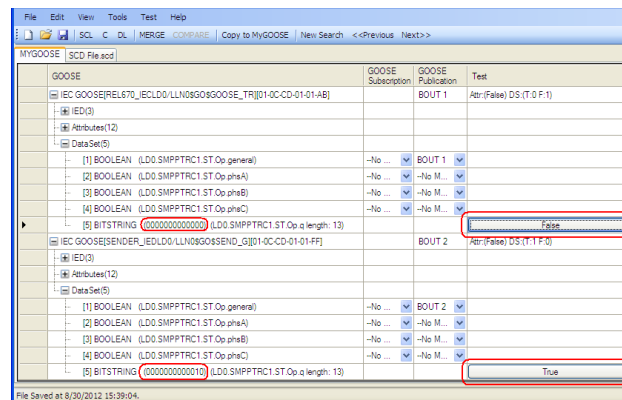 File Edit View Tools Test Help
SCL C DL MERGE COMPARE Copy to MyGOOSE New Search <<Previous Next>>
MYGOOSE SCD File.scd
GOOSE GOOSE Subscription GOOSE Publication Test
IEC GOOSE[REL670_IECLD0/LLN0$GO$GOOSE_TR][01-0C-CD-01-01-AB] BOUT 1 Attr:(False) DS:(T:0 F:1)
IED(3)
Attributes(12)
DataSet(5)
[1] BOOLEAN (LD0.SMPPTRC1.ST.Op.general) --No ... BOUT 1
[2] BOOLEAN (LD0.SMPPTRC1.ST.Op.phsA) --No ... --No M...
[3] BOOLEAN (LD0.SMPPTRC1.ST.Op.phsB) --No ... --No M...
[4] BOOLEAN (LD0.SMPPTRC1.ST.Op.phsC) --No ... --No M...
[5] BITSTRING (0000000000000) (LD0.SMPPTRC1.ST.Op.q length: 13) False
IEC GOOSE[SENDER_IEDLD0/LLN0$GO$SEND_G][01-0C-CD-01-01-FF] BOUT 2 Attr:(False) DS:(T:1 F:0)
IED(3)
Attributes(12)
DataSet(5)
[1] BOOLEAN (LD0.SMPPTRC1.ST.Op.general) --No ... BOUT 2
[2] BOOLEAN (LD0.SMPPTRC1.ST.Op.phsA) --No ... --No M...
[3] BOOLEAN (LD0.SMPPTRC1.ST.Op.phsB) --No ... --No M...
[4] BOOLEAN (LD0.SMPPTRC1.ST.Op.phsC) --No ... --No M...
[5] BITSTRING (0000000000010) (LD0.SMPPTRC1.ST.Op.q length: 13) True
File Saved at 8/30/2012 15:39:04.